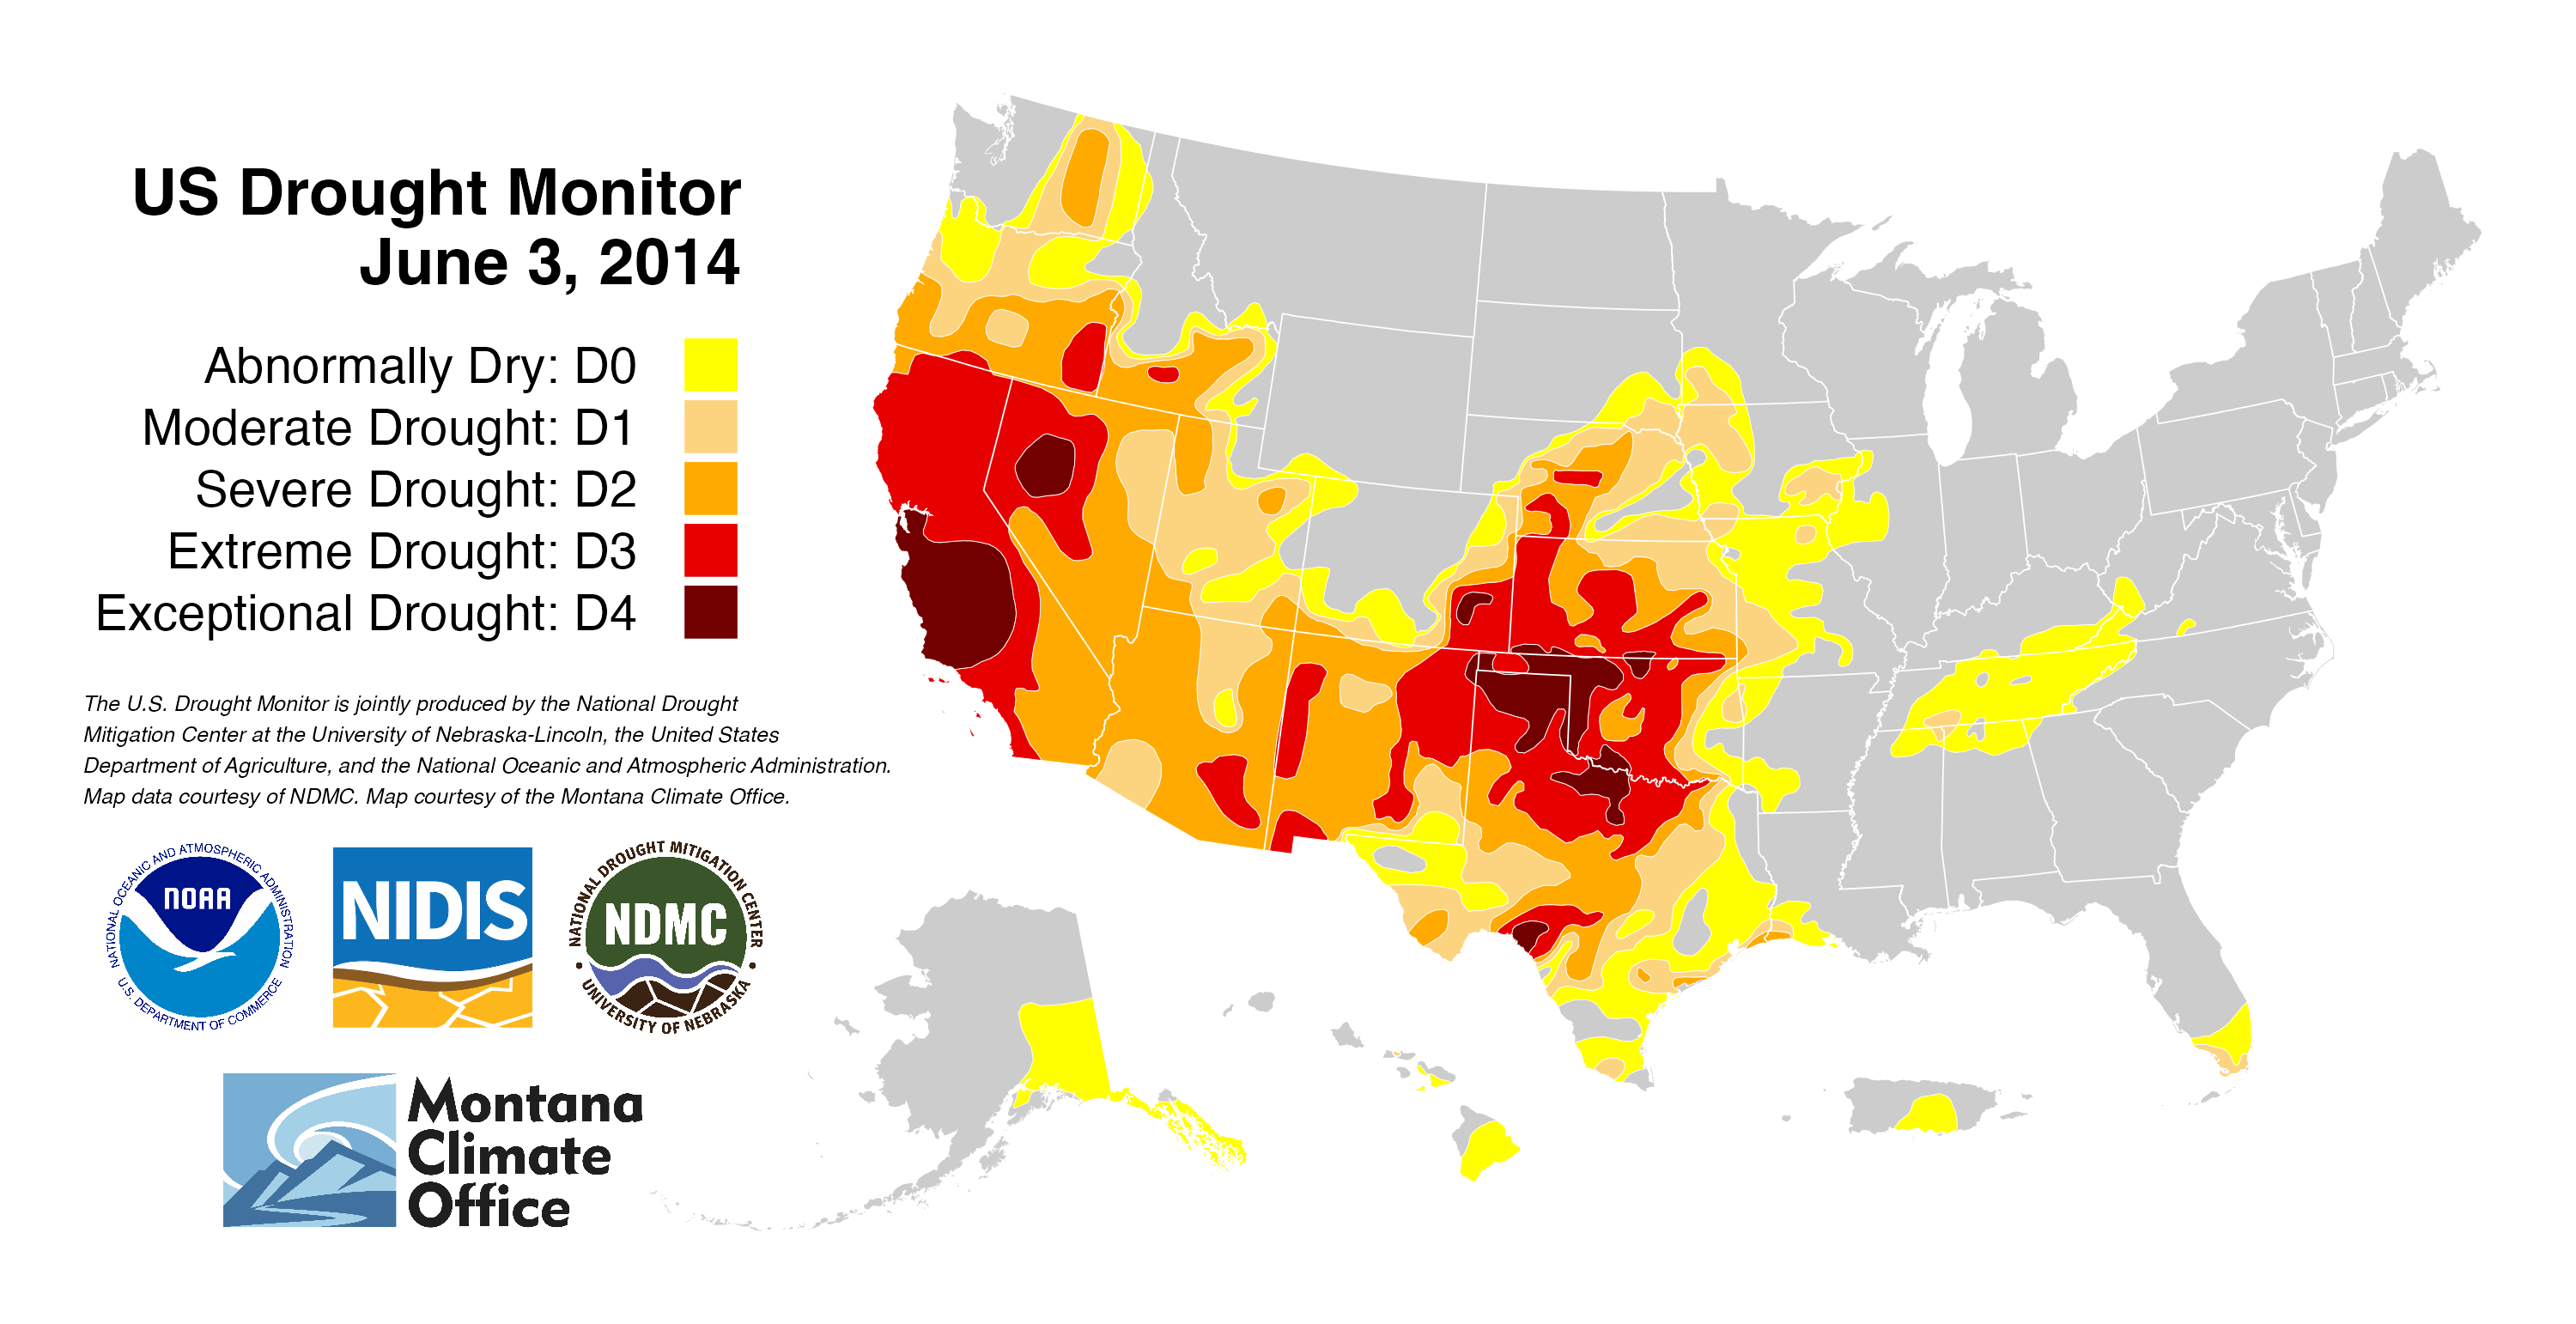 US Drought Monitor
June 3, 2014
Abnormally Dry: D0
Moderate Drought: D1
Severe Drought: D2
Extreme Drought: D3
Exceptional Drought: D4
The U.S. Drought Monitor is jointly produced by the National Drought
Mitigation Center at the University of Nebraska-Lincoln, the United States
Department of Agriculture, and the National Oceanic and Atmospheric Administration.
Map data courtesy of NDMC. Map courtesy of the Montana Climate Office.
NATIONAL OCEANIC AND ATMOSPHERIC ADMINISTRATION
NOAA
U.S. DEPARTMENT OF COMMERCE
NIDIS
NATIONAL DROUGHT MITIGATION CENTER
NDMC
UNIVERSITY OF NEBRASKA
Montana
Climate
Office